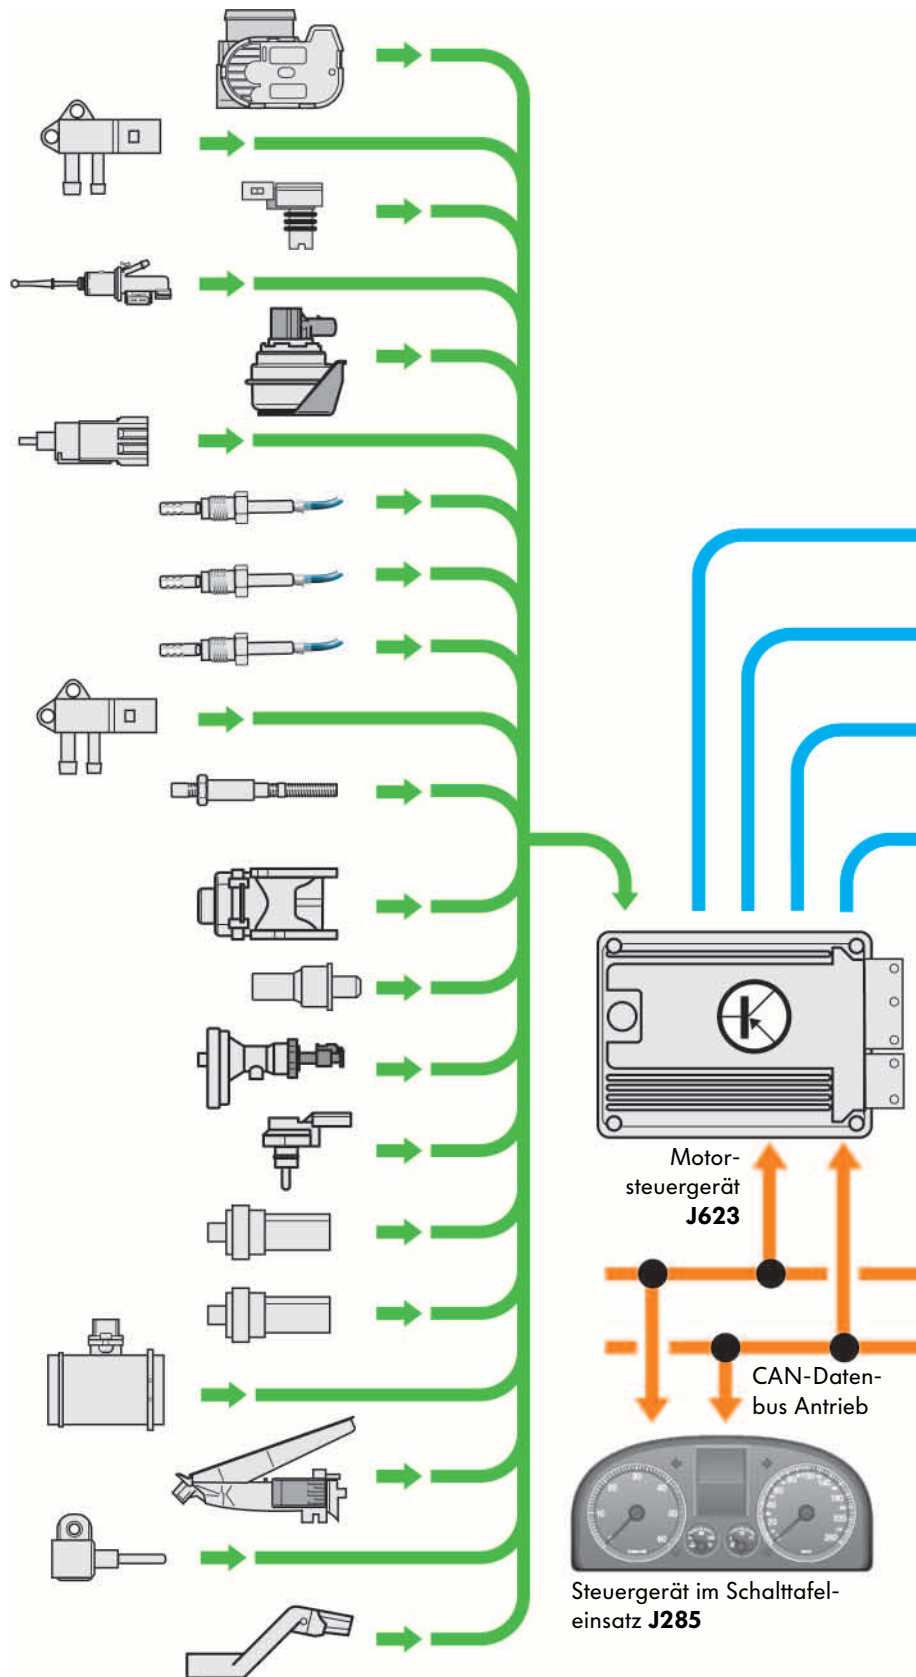 Motor-
steuergerät
J623
CAN-Daten-
bus Antrieb
Steuergerät im Schalttafel-
einsatz J285